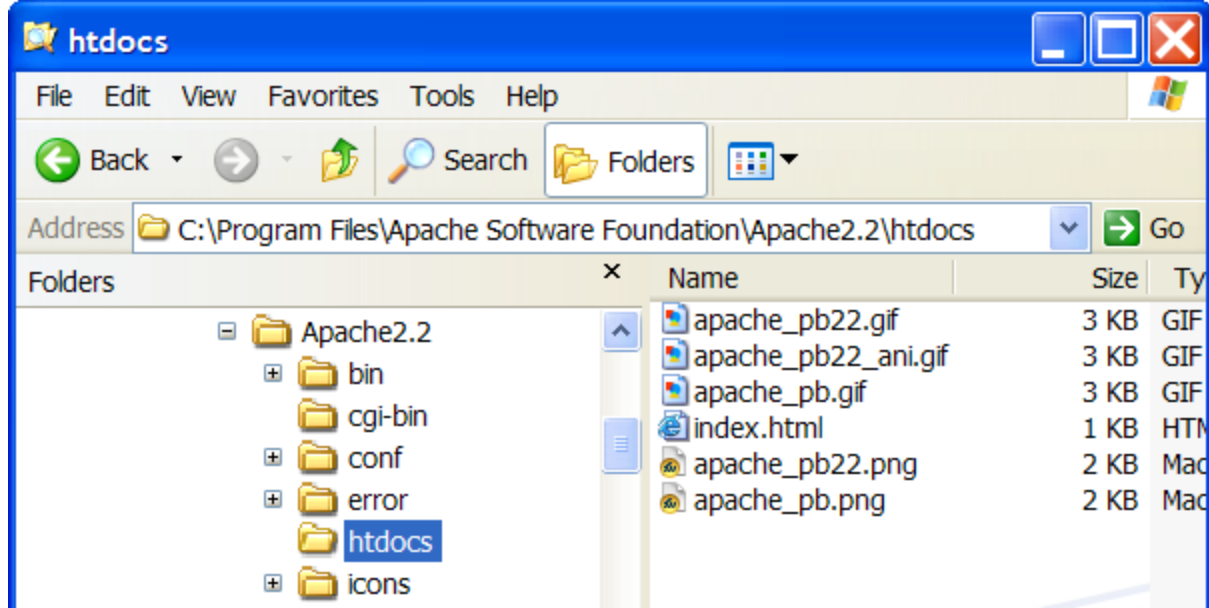 htdocs
File Edit View Favorites Tools Help
Back Search Folders
Address C:\Program Files\Apache Software Foundation\Apache2.2\htdocs Go
Folders
Apache2.2
bin
cgi-bin
conf
error
htdocs
icons
Name Size Ty
apache_pb22.gif 3 KB GIF
apache_pb22_ani.gif 3 KB GIF
apache_pb.gif 3 KB GIF
index.html 1 KB HTM
apache_pb22.png 2 KB Mac
apache_pb.png 2 KB Mac